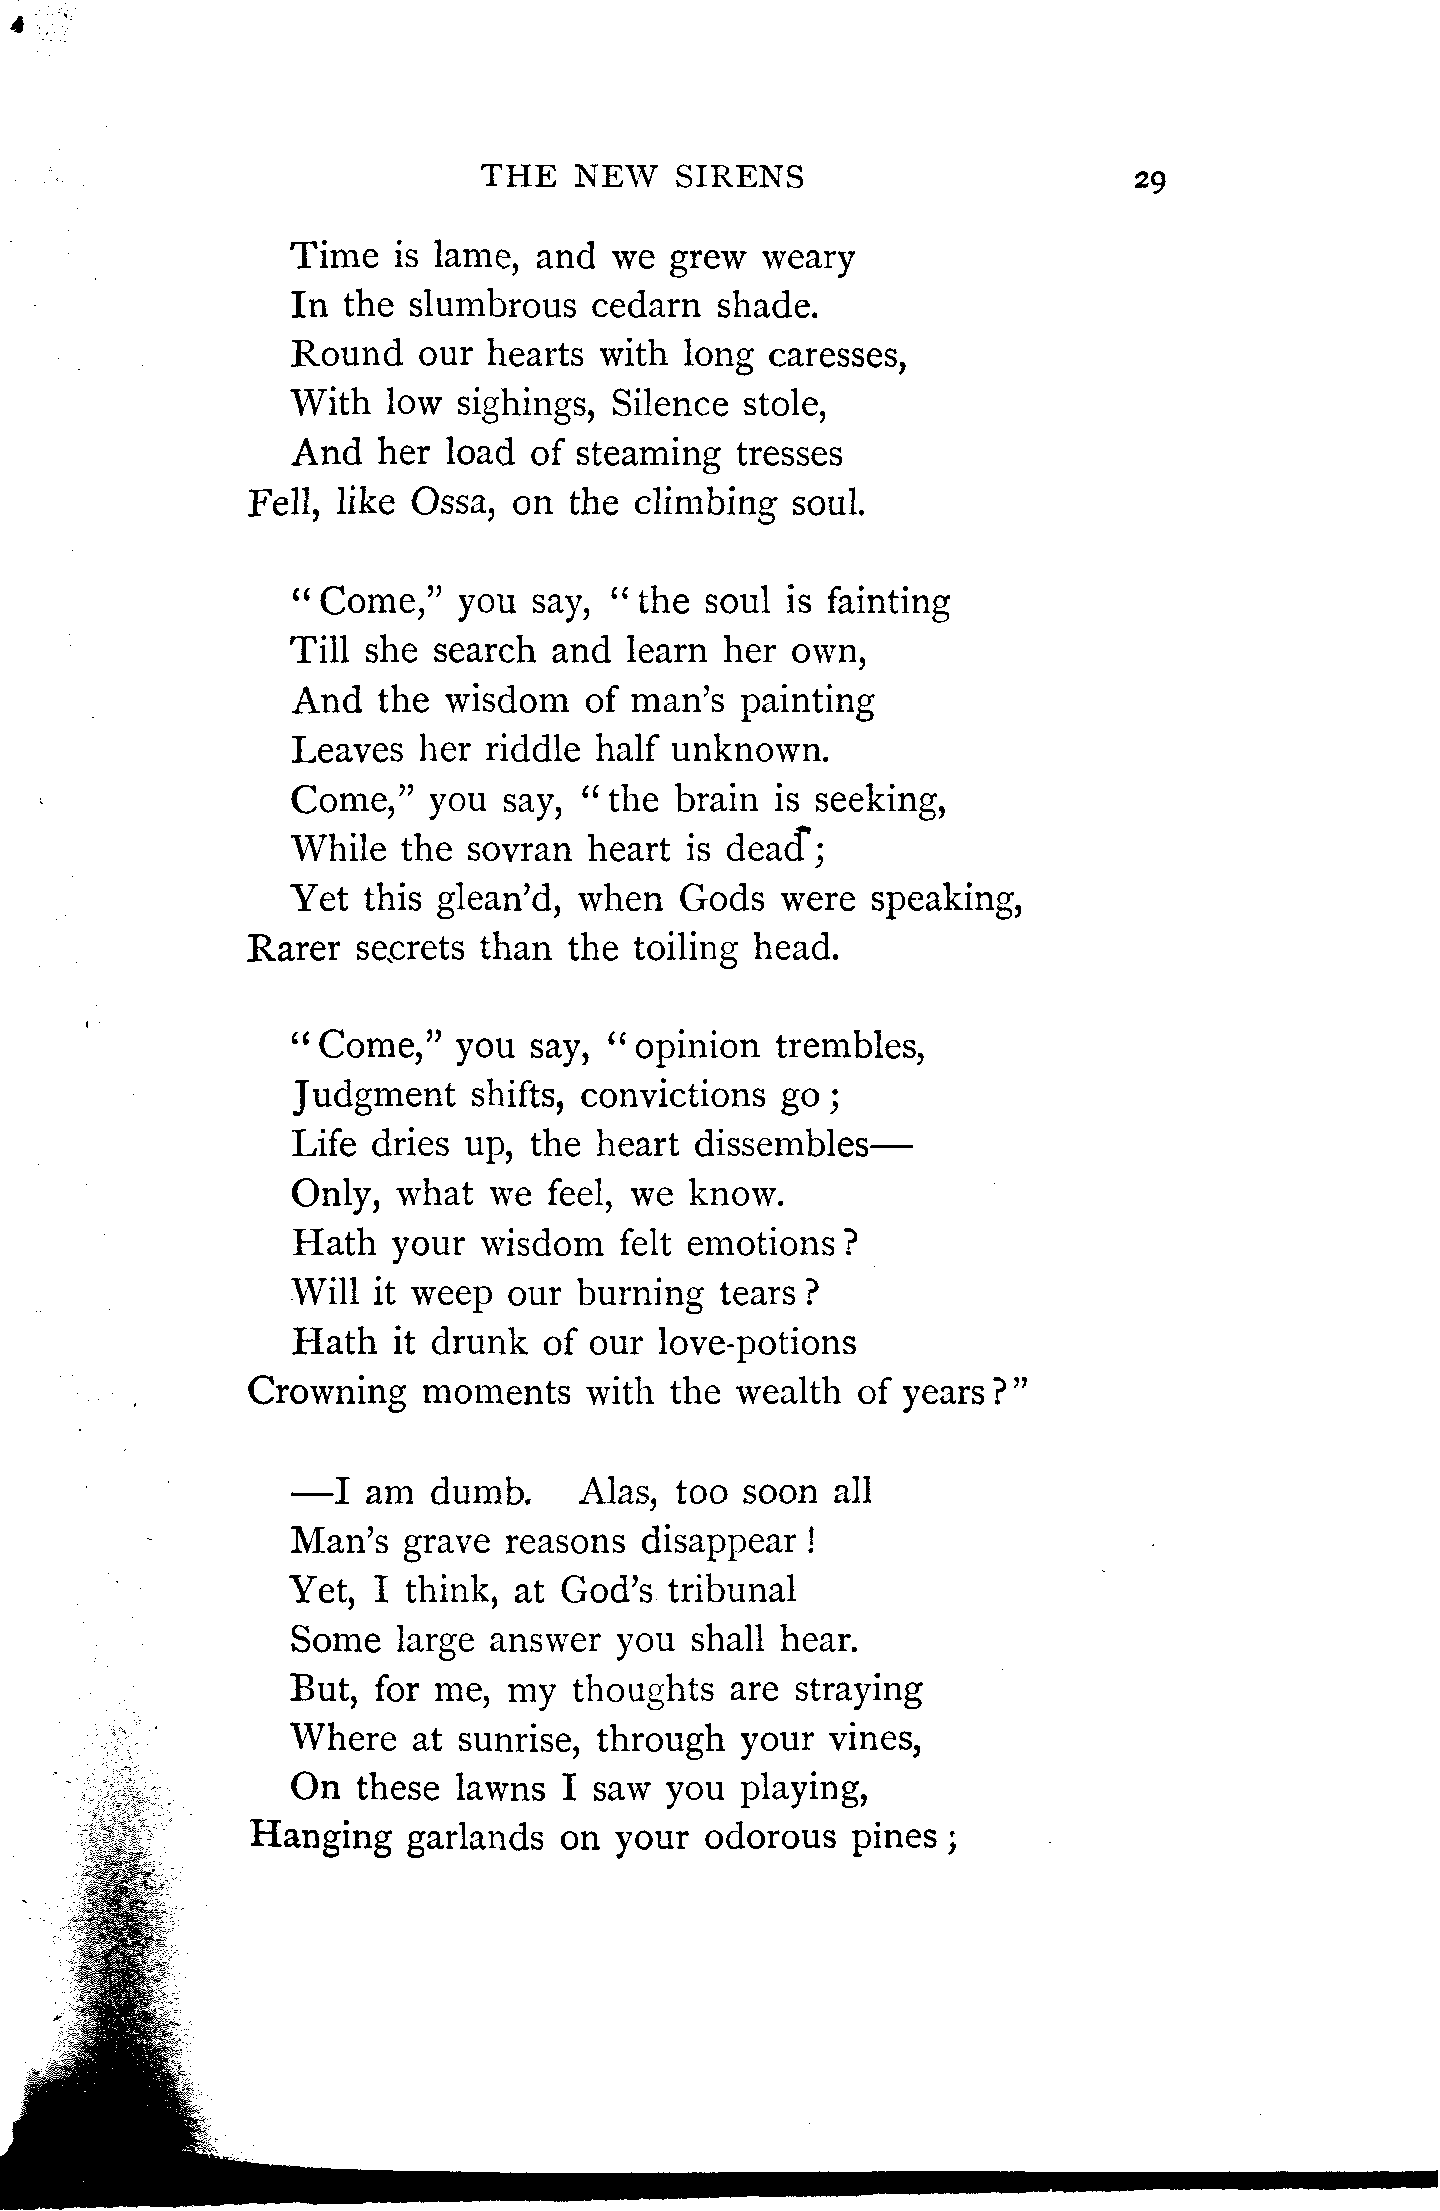 THE NEW SIRENS 29
Time is lame, and we grew weary
In the slumbrous cedarn shade.
Round our hearts with long caresses,
With low sighings, Silence stole,
And her load of steaming tresses
Fell, like Ossa, on the climbing soul.
“Come,” you say, “the soul is fainting
Till she search and learn her own,
And the wisdom of man’s painting
Leaves her riddle half unknown.
Come,” you say, “the brain is seeking,
While the sovran heart is dead;
Yet this glean’d, when Gods were speaking,
Rarer secrets than the toiling head.
“Come,” you say, “opinion trembles,
Judgment shifts, convictions go;
Life dries up, the heart dissembles—
Only, what we feel, we know.
Hath your wisdom felt emotions?
Will it weep our burning tears?
Hath it drunk of our love-potions
Crowning moments with the wealth of years?”
—I am dumb. Alas, too soon all
Man’s grave reasons disappear!
Yet, I think, at God’s tribunal
Some large answer you shall hear.
But, for me, my thoughts are straying
Where at sunrise, through your vines,
On these lawns I saw you playing,
Hanging garlands on your odorous pines;